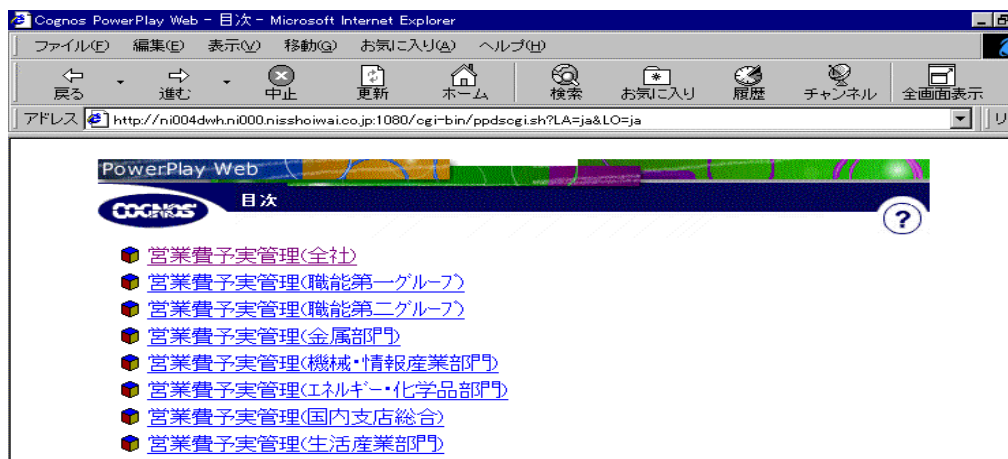 Cognos PowerPlay Web - 目次 - Microsoft Internet Explorer
ファイル(F) 編集(E) 表示(V) 移動(G) お気に入り(A) ヘルプ(H)
戻る 進む 中止 更新 ホーム 検索 お気に入り 履歴 チャンネル 全画面表示
アドレス http://ni004dwh.ni000.nisshoiwai.co.jp:1080/cgi-bin/ppdscgi.sh?LA=ja&LO=ja リ
PowerPlay Web
COGNOS 目次 ?
営業費予実管理(全社)
営業費予実管理(職能第一グループ)
営業費予実管理(職能第二グループ)
営業費予実管理(金属部門)
営業費予実管理(機械・情報産業部門)
営業費予実管理(エネルギー・化学品部門)
営業費予実管理(国内支店総合)
営業費予実管理(生活産業部門)